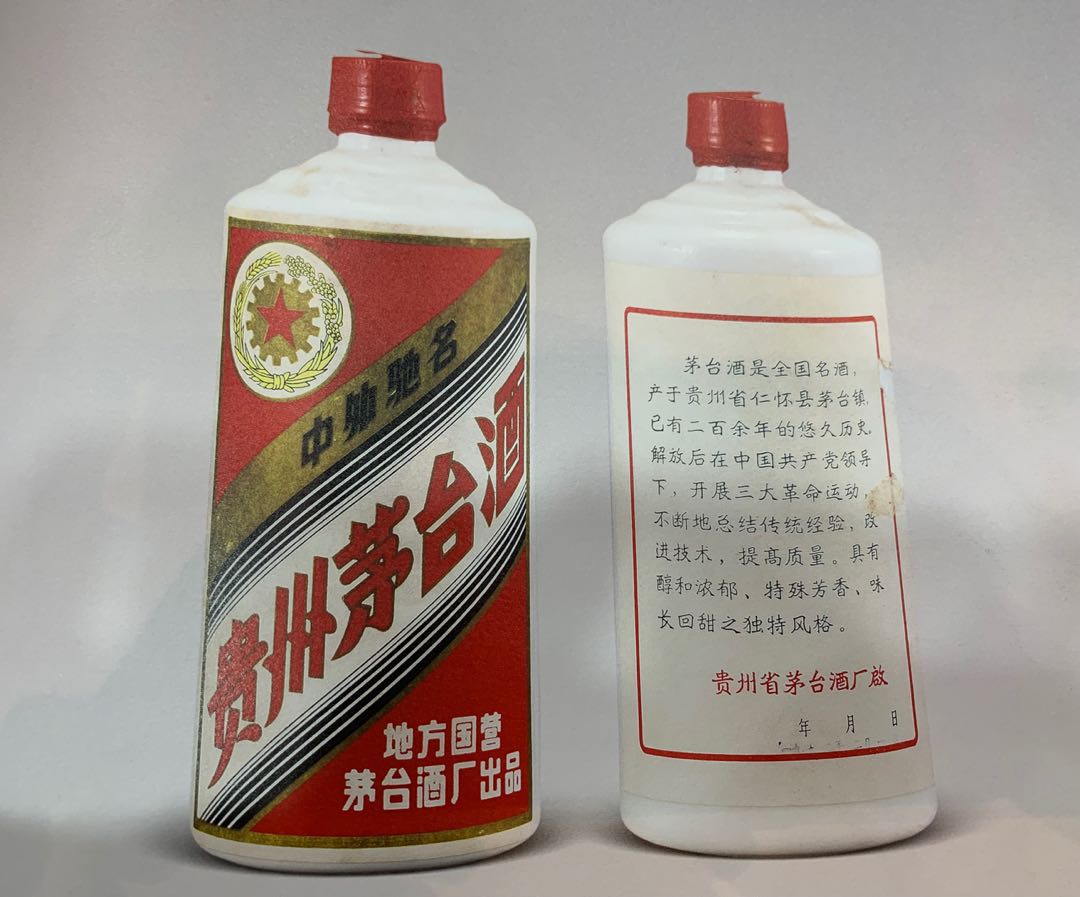 中外驰名
贵州茅台酒
地方国营
茅台酒厂出品
茅台酒是全国名酒，
产于贵州省仁怀县茅台镇，
已有二百余年的悠久历史。
解放后在中国共产党领导
下，开展三大革命运动，
不断地总结传统经验，改
进技术，提高质量。具有
醇和浓郁、特殊芳香、味
长回甜之独特风格。
贵州省茅台酒厂啟
年 月 日